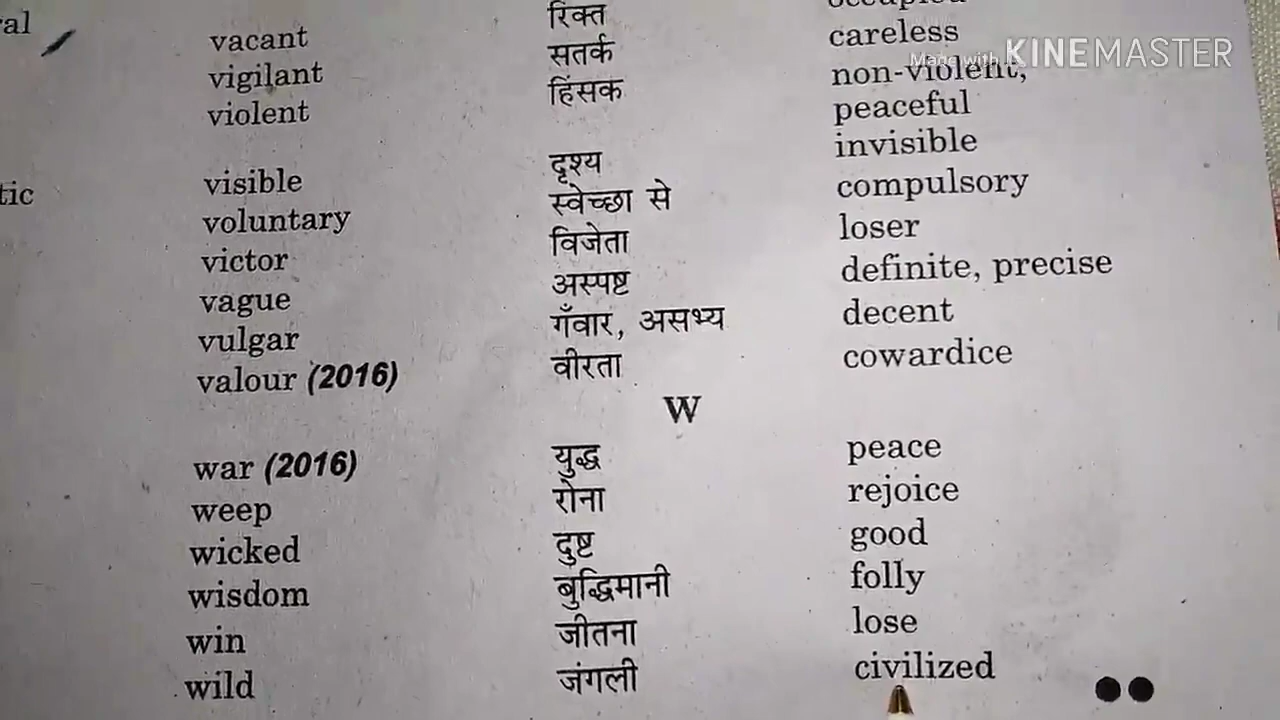 ral
vacant रिक्त
vigilant सतर्क careless
violent हिंसक non-violent,
peaceful
visible दृश्य invisible
tic
voluntary स्वेच्छा से compulsory
victor विजेता loser
vague अस्पष्ट definite, precise
vulgar गँवार, असभ्य decent
valour (2016) वीरता cowardice
W
war (2016) युद्ध peace
weep रोना rejoice
wicked दुष्ट good
wisdom बुद्धिमानी folly
win जीतना lose
wild जंगली civilized
Made with KINEMASTER